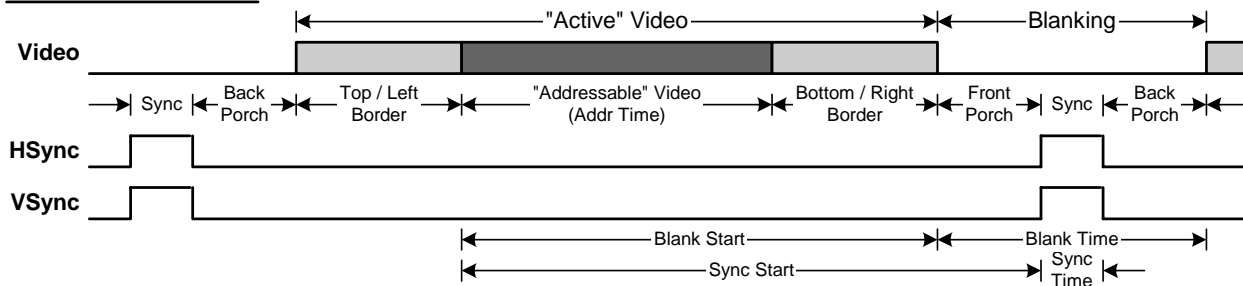 "Active" Video
Blanking
Video
Sync
Back
Porch
Top / Left
Border
"Addressable" Video
(Addr Time)
Bottom / Right
Border
Front
Porch
Sync
Back
Porch
HSync
VSync
Blank Start
Blank Time
Sync Start
Sync
Time